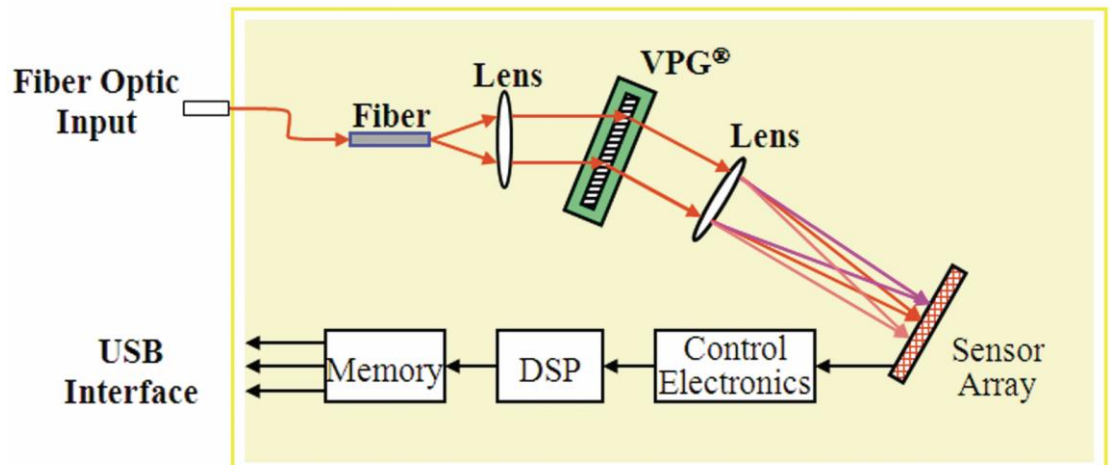 Fiber Optic
Input
Fiber
Lens
VPG®
Lens
USB
Interface
Memory
DSP
Control
Electronics
Sensor
Array